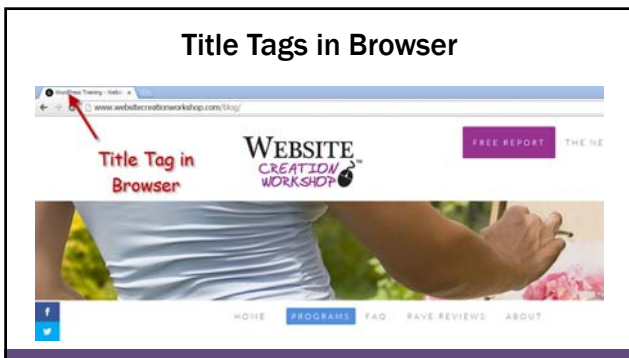 Title Tags in Browser
WordPress Training - Websi
www.websitecreationworkshop.com/blog/
Title Tag in
Browser
WEBSITE
CREATION
WORKSHOP
FREE REPORT THE NE
HOME PROGRAMS FAQ RAVE REVIEWS ABOUT